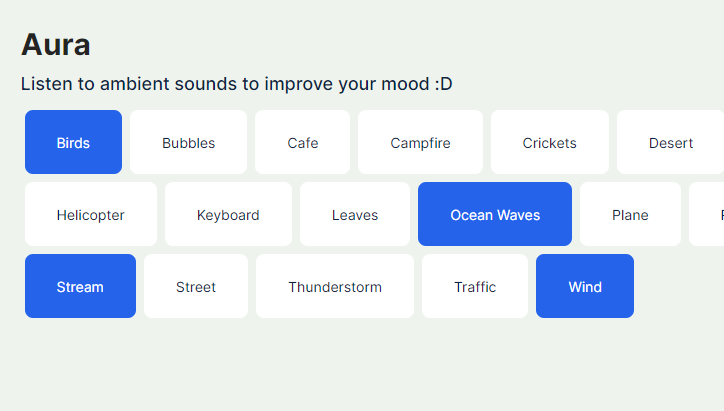 Aura
Listen to ambient sounds to improve your mood :D
Birds Bubbles Cafe Campfire Crickets Desert
Helicopter Keyboard Leaves Ocean Waves Plane
Stream Street Thunderstorm Traffic Wind